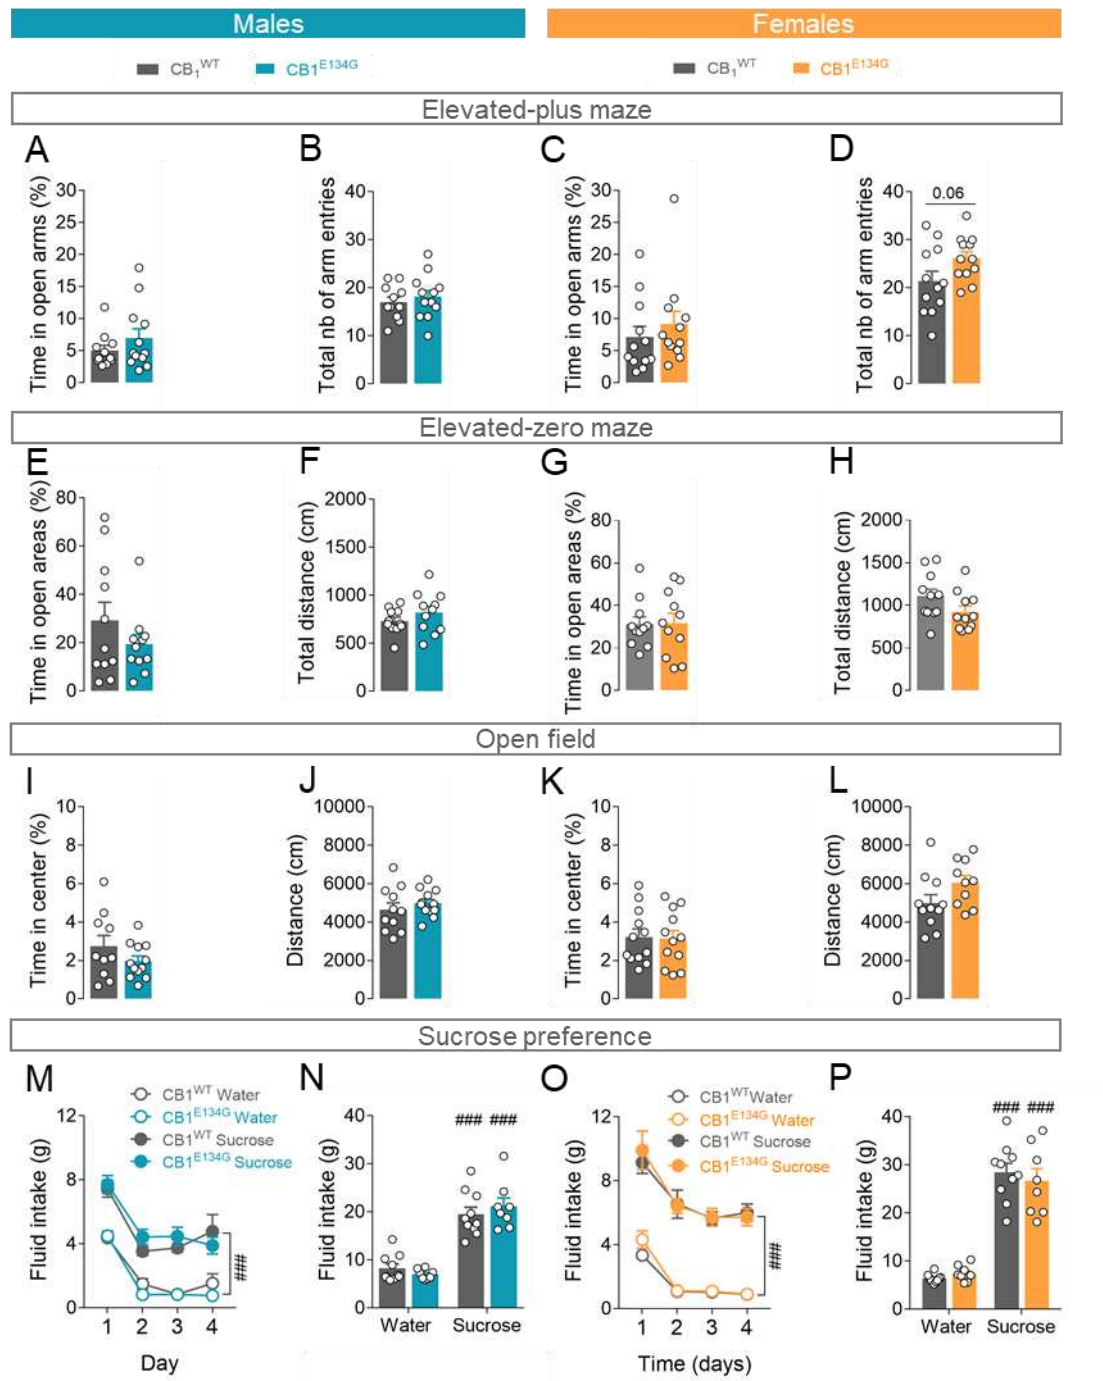 Males Females
CB1WT CB1E134G CB1WT CB1E134G
Elevated-plus maze
A B C D
Time in open arms (%)
30
25
20
15
10
5
0
Total nb of arm entries
40
30
20
10
0
Time in open arms (%)
30
25
20
15
10
5
0
Total nb of arm entries
40
30
20
10
0
0.06
Elevated-zero maze
E F G H
Time in open areas (%)
80
60
40
20
0
Total distance (cm)
2000
1500
1000
500
0
Time in open areas (%)
80
60
40
20
0
Total distance (cm)
2000
1500
1000
500
0
Open field
I J K L
Time in center (%)
10
8
6
4
2
0
Distance (cm)
10000
8000
6000
4000
2000
0
Time in center (%)
10
8
6
4
2
0
Distance (cm)
10000
8000
6000
4000
2000
0
Sucrose preference
M N O P
CB1WT Water
CB1E134G Water
CB1WT Sucrose
CB1E134G Sucrose
Fluid intake (g)
12
8
4
0
###
1 2 3 4
Day
Fluid intake (g)
40
30
20
10
0
### ###
Water Sucrose
CB1WT Water
CB1E134G Water
CB1WT Sucrose
CB1E134G Sucrose
Fluid intake (g)
12
8
4
0
###
1 2 3 4
Time (days)
Fluid intake (g)
40
30
20
10
0
### ###
Water Sucrose